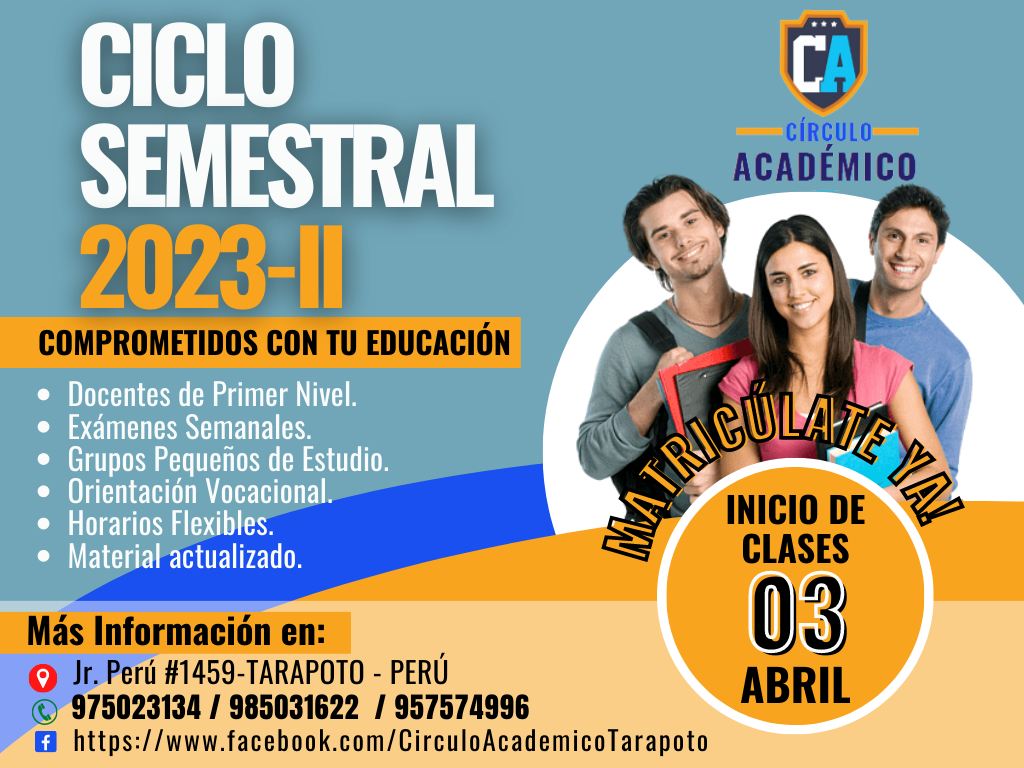 CICLO
SEMESTRAL
2023-II
COMPROMETIDOS CON TU EDUCACIÓN
• Docentes de Primer Nivel.
• Exámenes Semanales.
• Grupos Pequeños de Estudio.
• Orientación Vocacional.
• Horarios Flexibles.
• Material actualizado.
CA
CÍRCULO
ACADÉMICO
MATRICÚLATE YA!
INICIO DE
CLASES
03
ABRIL
Más Información en:
Jr. Perú #1459-TARAPOTO - PERÚ
975023134 / 985031622 / 957574996
https://www.facebook.com/CirculoAcademicoTarapoto